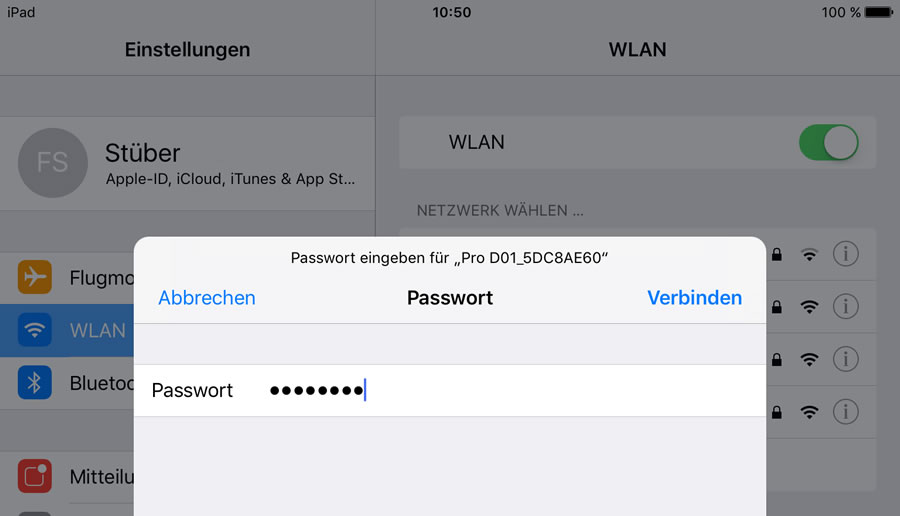 iPad
10:50
100 %
Einstellungen
WLAN
FS
Stüber
Apple-ID, iCloud, iTunes & App St...
WLAN
NETZWERK WÄHLEN ...
Flugmo
WLAN
Bluetoo
Mitteilu
Passwort eingeben für „Pro D01_5DC8AE60“
Abbrechen
Passwort
Verbinden
Passwort ••••••••